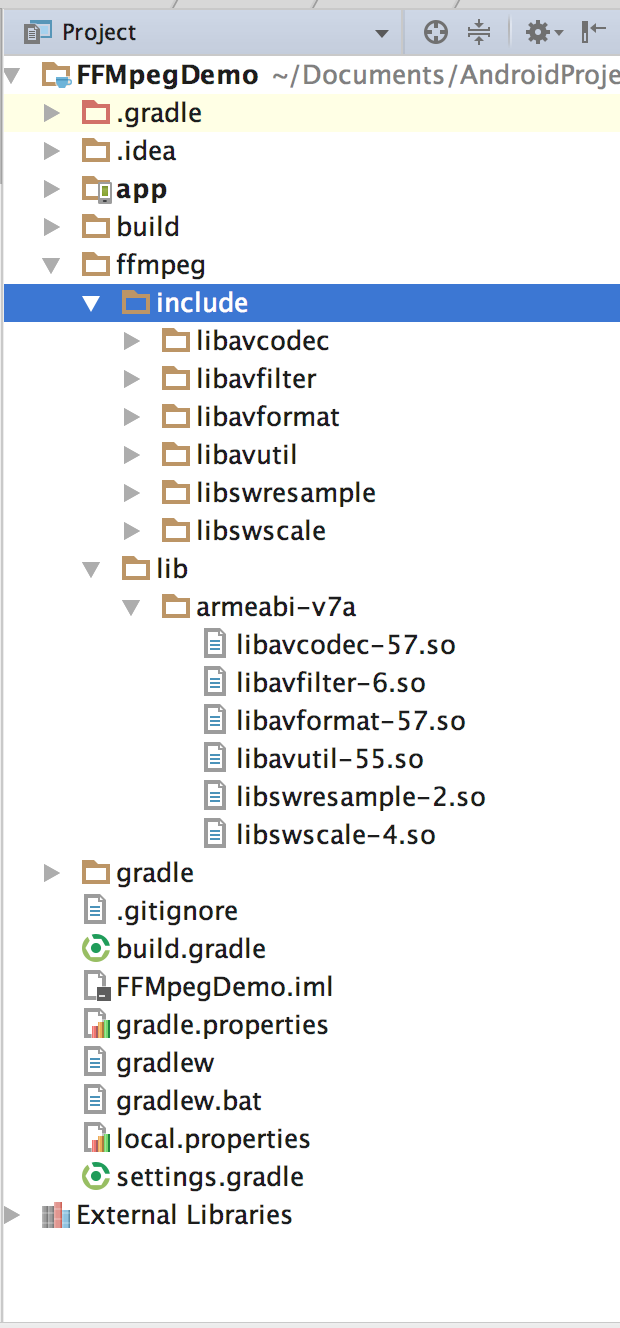 Project
FFMpegDemo ~/Documents/AndroidProje
.gradle
.idea
app
build
ffmpeg
include
libavcodec
libavfilter
libavformat
libavutil
libswresample
libswscale
lib
armeabi-v7a
libavcodec-57.so
libavfilter-6.so
libavformat-57.so
libavutil-55.so
libswresample-2.so
libswscale-4.so
gradle
.gitignore
build.gradle
FFMpegDemo.iml
gradle.properties
gradlew
gradlew.bat
local.properties
settings.gradle
External Libraries